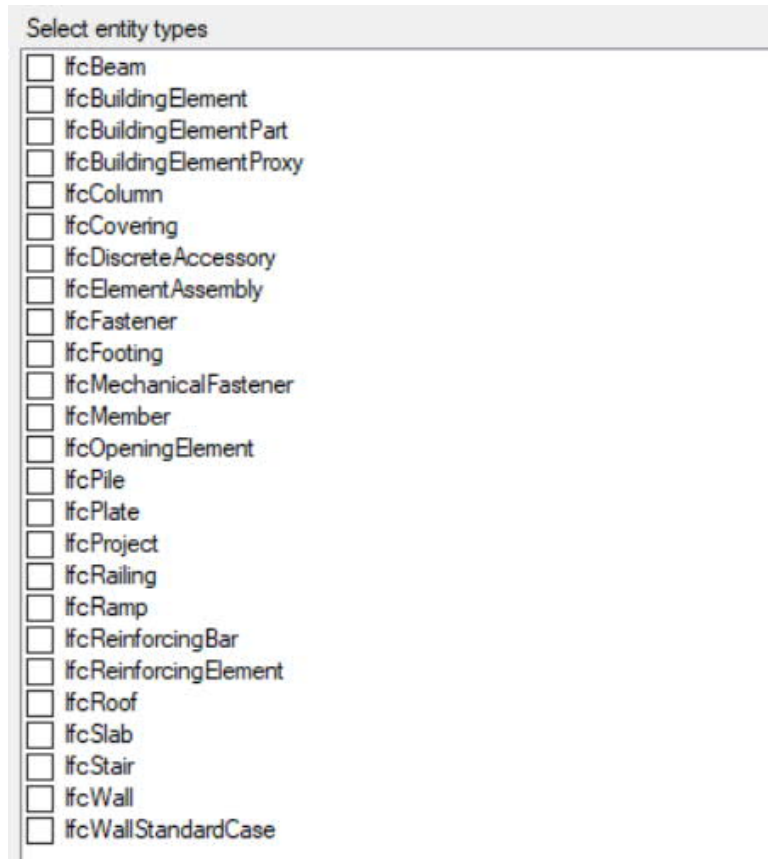 Select entity types
IfcBeam
IfcBuildingElement
IfcBuildingElementPart
IfcBuildingElementProxy
IfcColumn
IfcCovering
IfcDiscreteAccessory
IfcElementAssembly
IfcFastener
IfcFooting
IfcMechanicalFastener
IfcMember
IfcOpeningElement
IfcPile
IfcPlate
IfcProject
IfcRailing
IfcRamp
IfcReinforcingBar
IfcReinforcingElement
IfcRoof
IfcSlab
IfcStair
IfcWall
IfcWallStandardCase